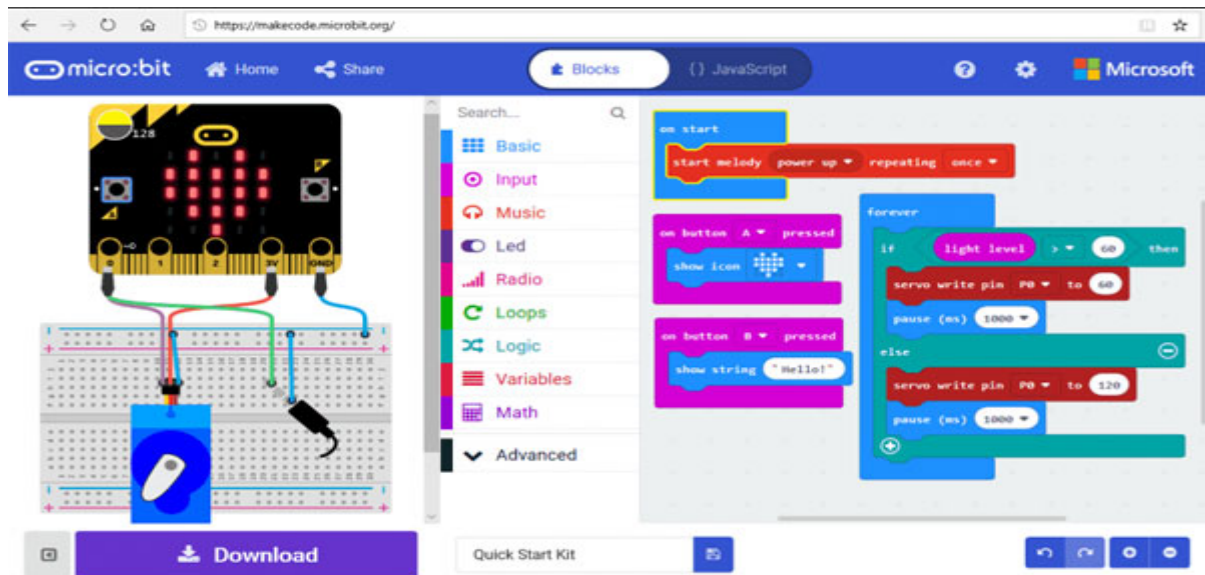 https://makecode.microbit.org/
micro:bit Home Share Blocks {} JavaScript ? Microsoft
128
A
B
0 1 2 3V GND
Search...
Basic
Input
Music
Led
Radio
Loops
Logic
Variables
Math
Advanced
on start
start melody power up repeating once
on button A pressed
show icon
on button B pressed
show string "Hello!"
forever
if light level > 60 then
servo write pin P0 to 60
pause (ms) 1000
else
servo write pin P0 to 120
pause (ms) 1000
Download
Quick Start Kit